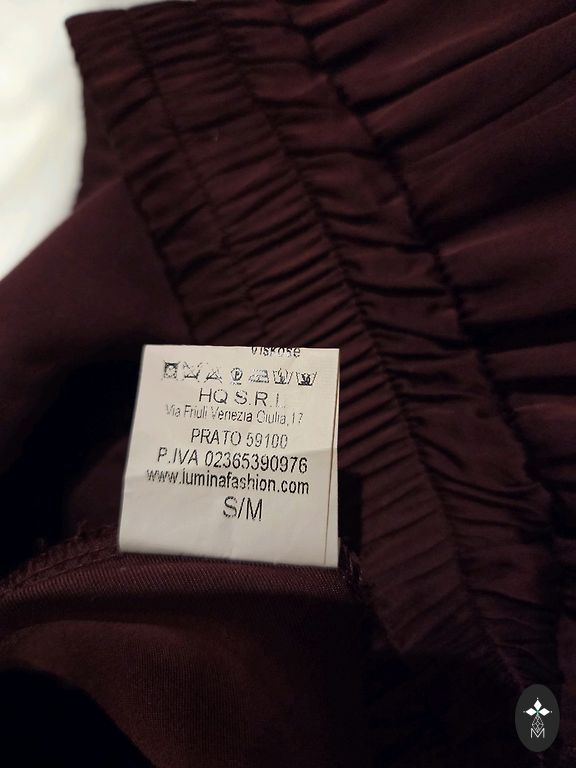 Viskose
HQ S.R.L.
Via Friuli Venezia Giulia,17
PRATO 59100
P.IVA 02365390976
www.luminafashion.com
S/M
M